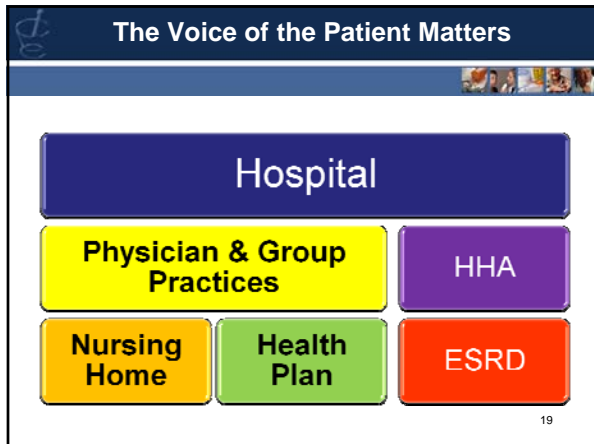 The Voice of the Patient Matters
Hospital
Physician & Group
Practices
HHA
Nursing
Home
Health
Plan
ESRD
19